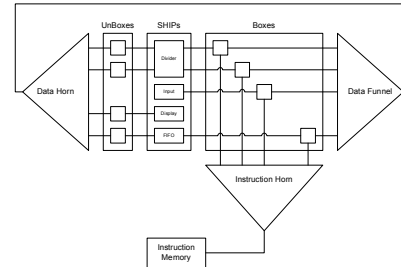 UnBoxes SHIPs Boxes
Divider
Data Horn Input Data Funnel
Display
FIFO
Instruction Horn
Instruction
Memory